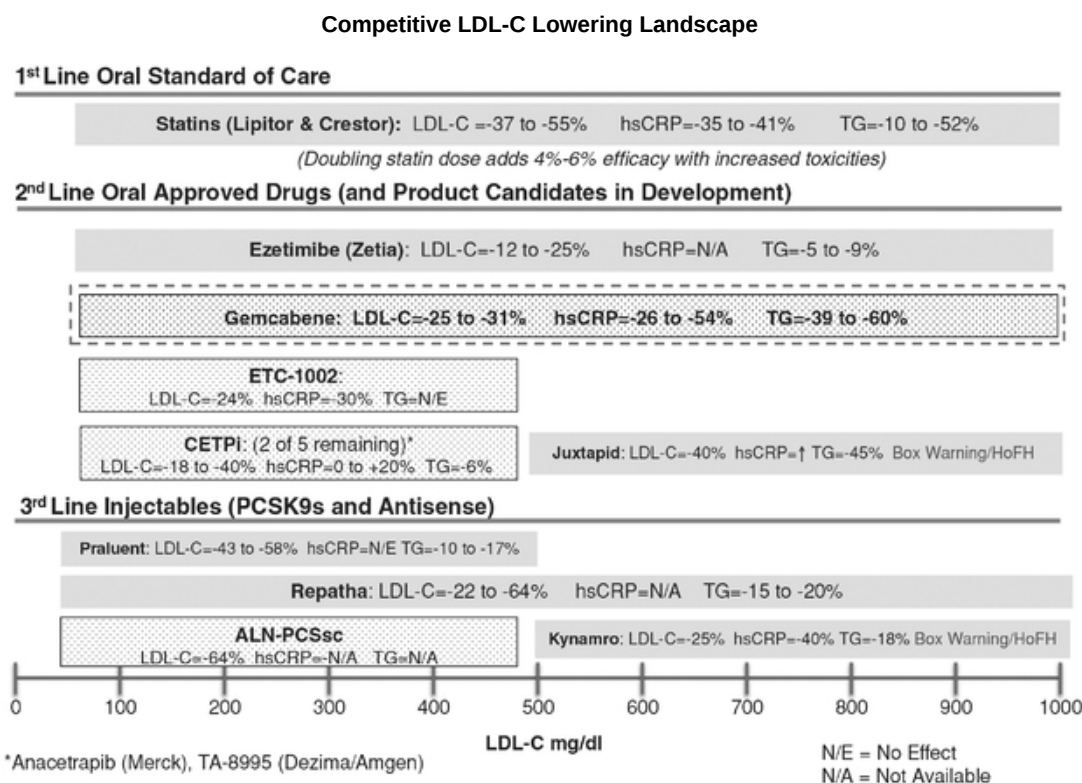 Competitive LDL-C Lowering Landscape
1st Line Oral Standard of Care
Statins (Lipitor & Crestor): LDL-C =-37 to -55% hsCRP=-35 to -41% TG=-10 to -52%
(Doubling statin dose adds 4%-6% efficacy with increased toxicities)
2nd Line Oral Approved Drugs (and Product Candidates in Development)
Ezetimibe (Zetia): LDL-C=-12 to -25% hsCRP=N/A TG=-5 to -9%
Gemcabene: LDL-C=-25 to -31% hsCRP=-26 to -54% TG=-39 to -60%
ETC-1002:
LDL-C=-24% hsCRP=-30% TG=N/E
CETPi: (2 of 5 remaining)*
LDL-C=-18 to -40% hsCRP=0 to +20% TG=-6%
Juxtapid: LDL-C=-40% hsCRP=↑ TG=-45% Box Warning/HoFH
3rd Line Injectables (PCSK9s and Antisense)
Praluent: LDL-C=-43 to -58% hsCRP=N/E TG=-10 to -17%
Repatha: LDL-C=-22 to -64% hsCRP=N/A TG=-15 to -20%
ALN-PCSsc
LDL-C=-64% hsCRP=-N/A TG=N/A
Kynamro: LDL-C=-25% hsCRP=-40% TG=-18% Box Warning/HoFH
0 100 200 300 400 500 600 700 800 900 1000
LDL-C mg/dl
*Anacetrapib (Merck), TA-8995 (Dezima/Amgen)
N/E = No Effect
N/A = Not Available